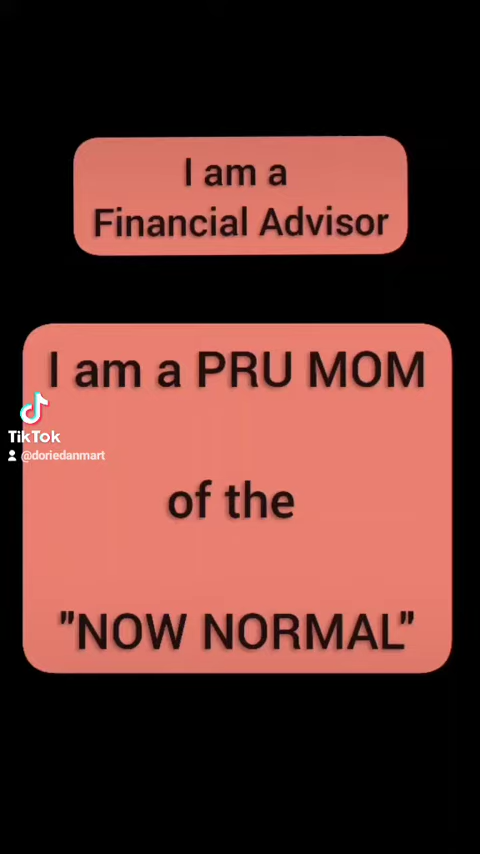 I am a
Financial Advisor
I am a PRU MOM
TikTok
@doriedanmart
of the
"NOW NORMAL"